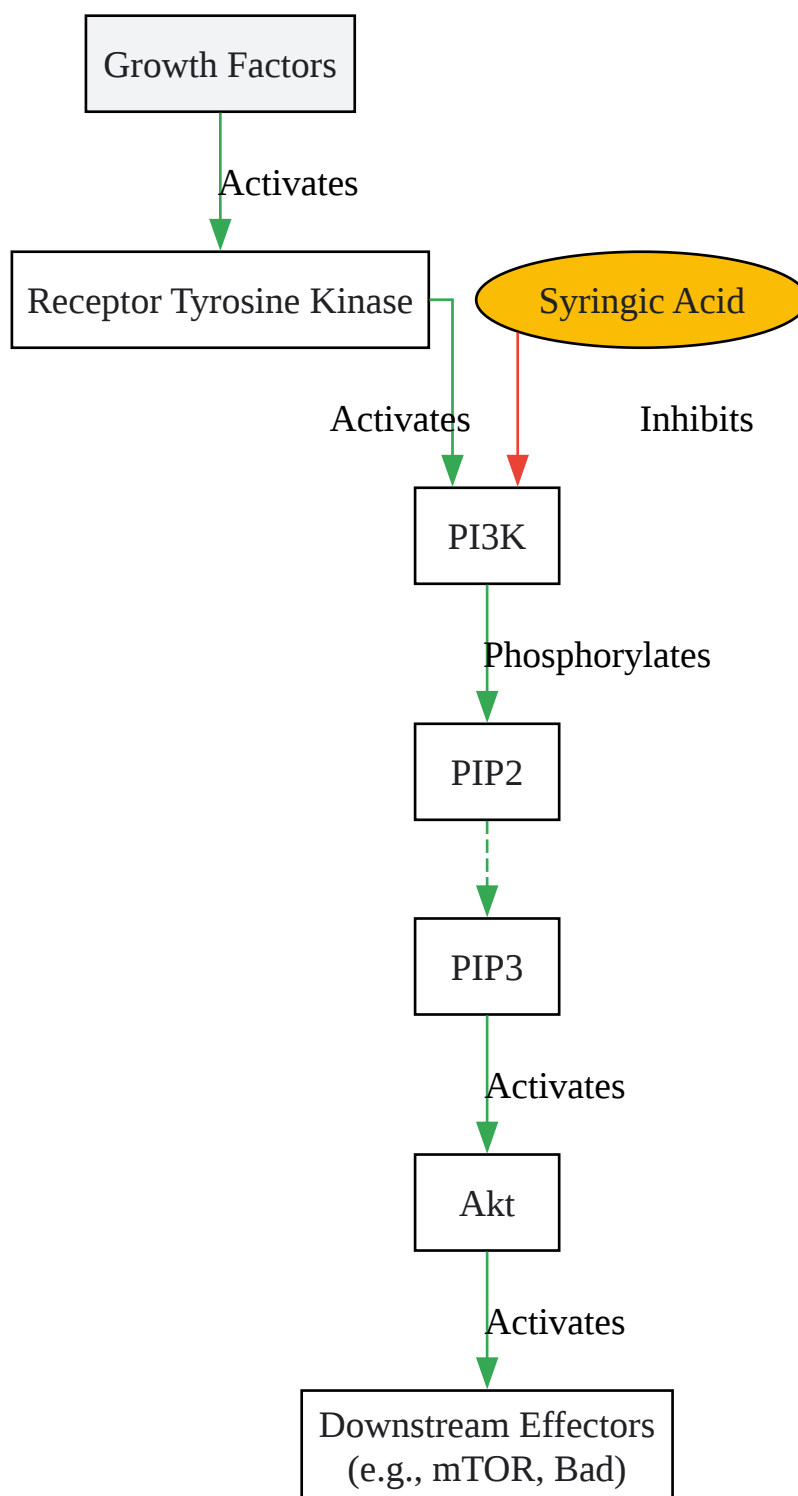 Growth Factors
Activates
Receptor Tyrosine Kinase
Syringic Acid
Activates
Inhibits
PI3K
Phosphorylates
PIP2
PIP3
Activates
Akt
Activates
Downstream Effectors
(e.g., mTOR, Bad)